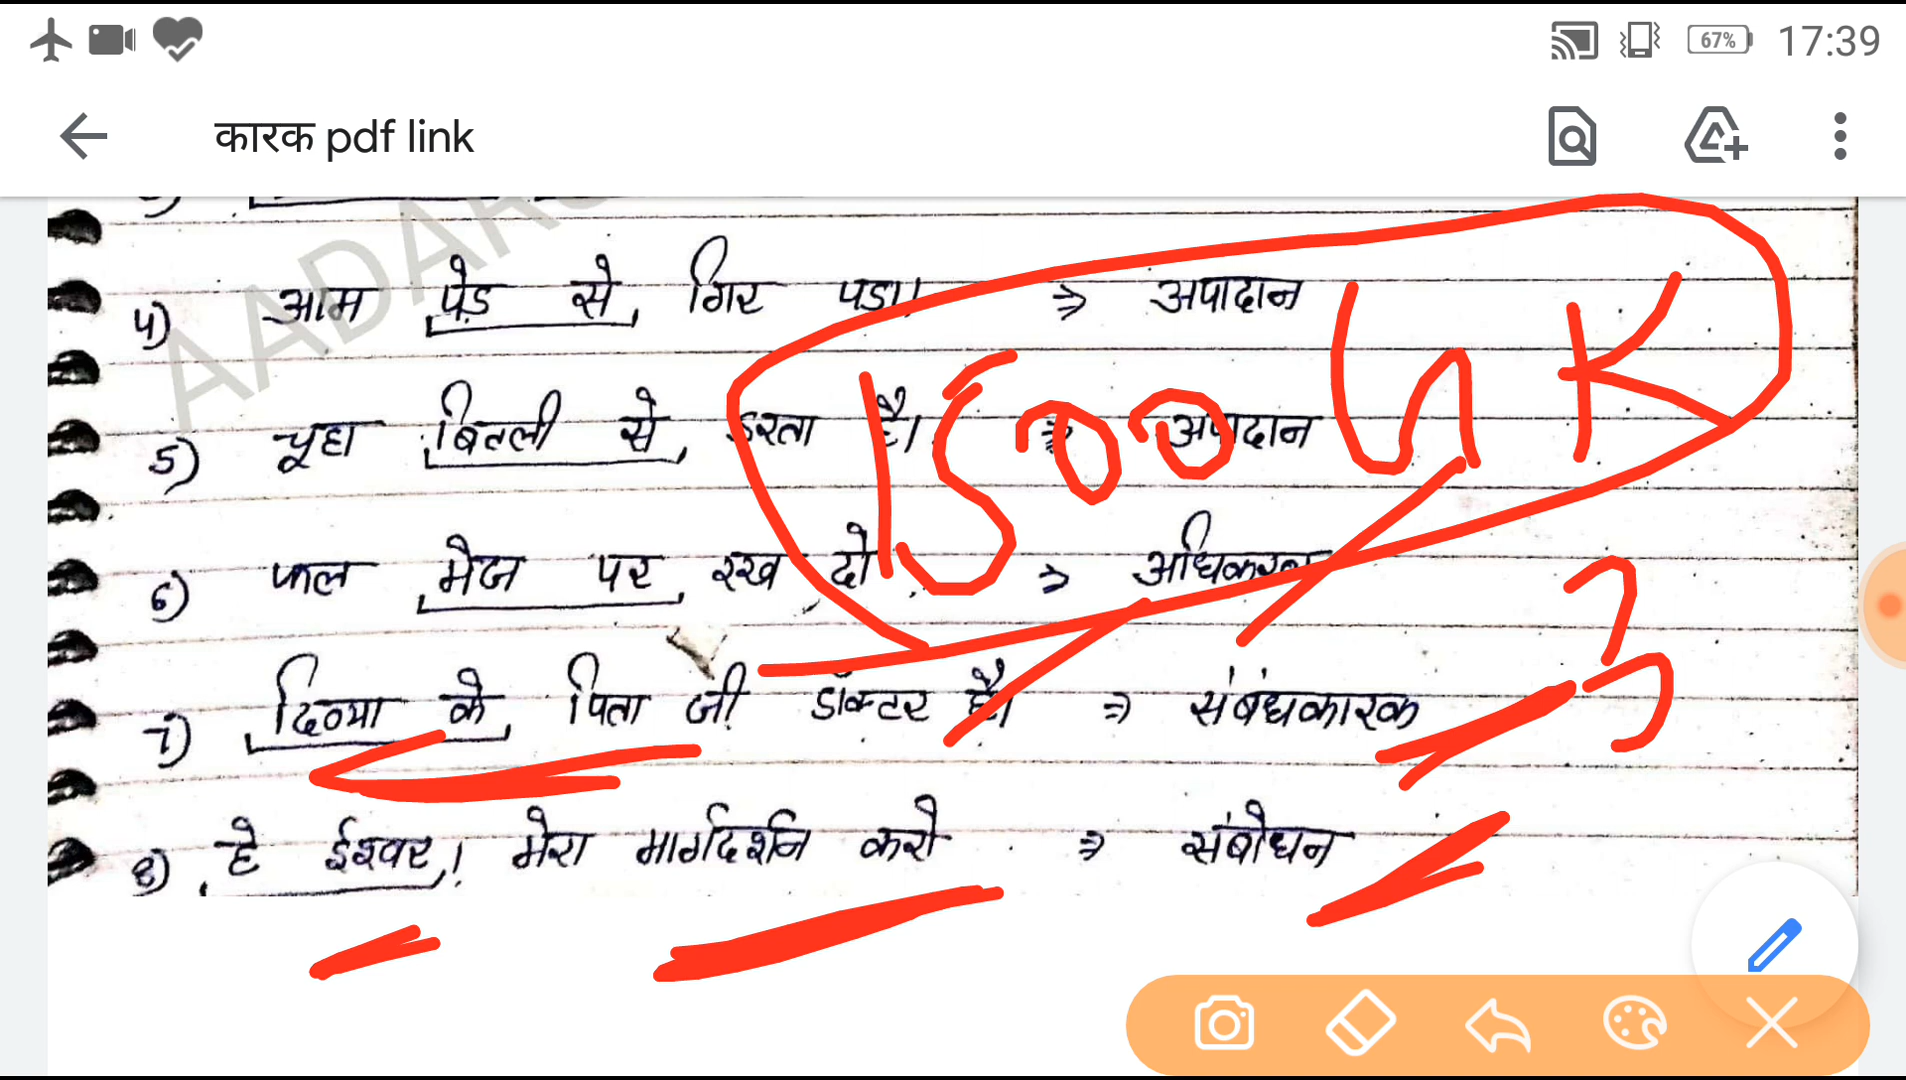 67% 17:39
कारक pdf link
AADAR
4) आम पेड से गिर पडा। ⇒ अपादान
5) चूहा बिल्ली से डरता है। ⇒ अपादान
6) फल मेज पर रख दो ⇒ अधिकरण
7) दिव्या के पिता जी डॉक्टर है। ⇒ संबंधकारक
8) हे ईश्वर! मेरा मार्गदर्शन करो ⇒ संबोधन
1500 K